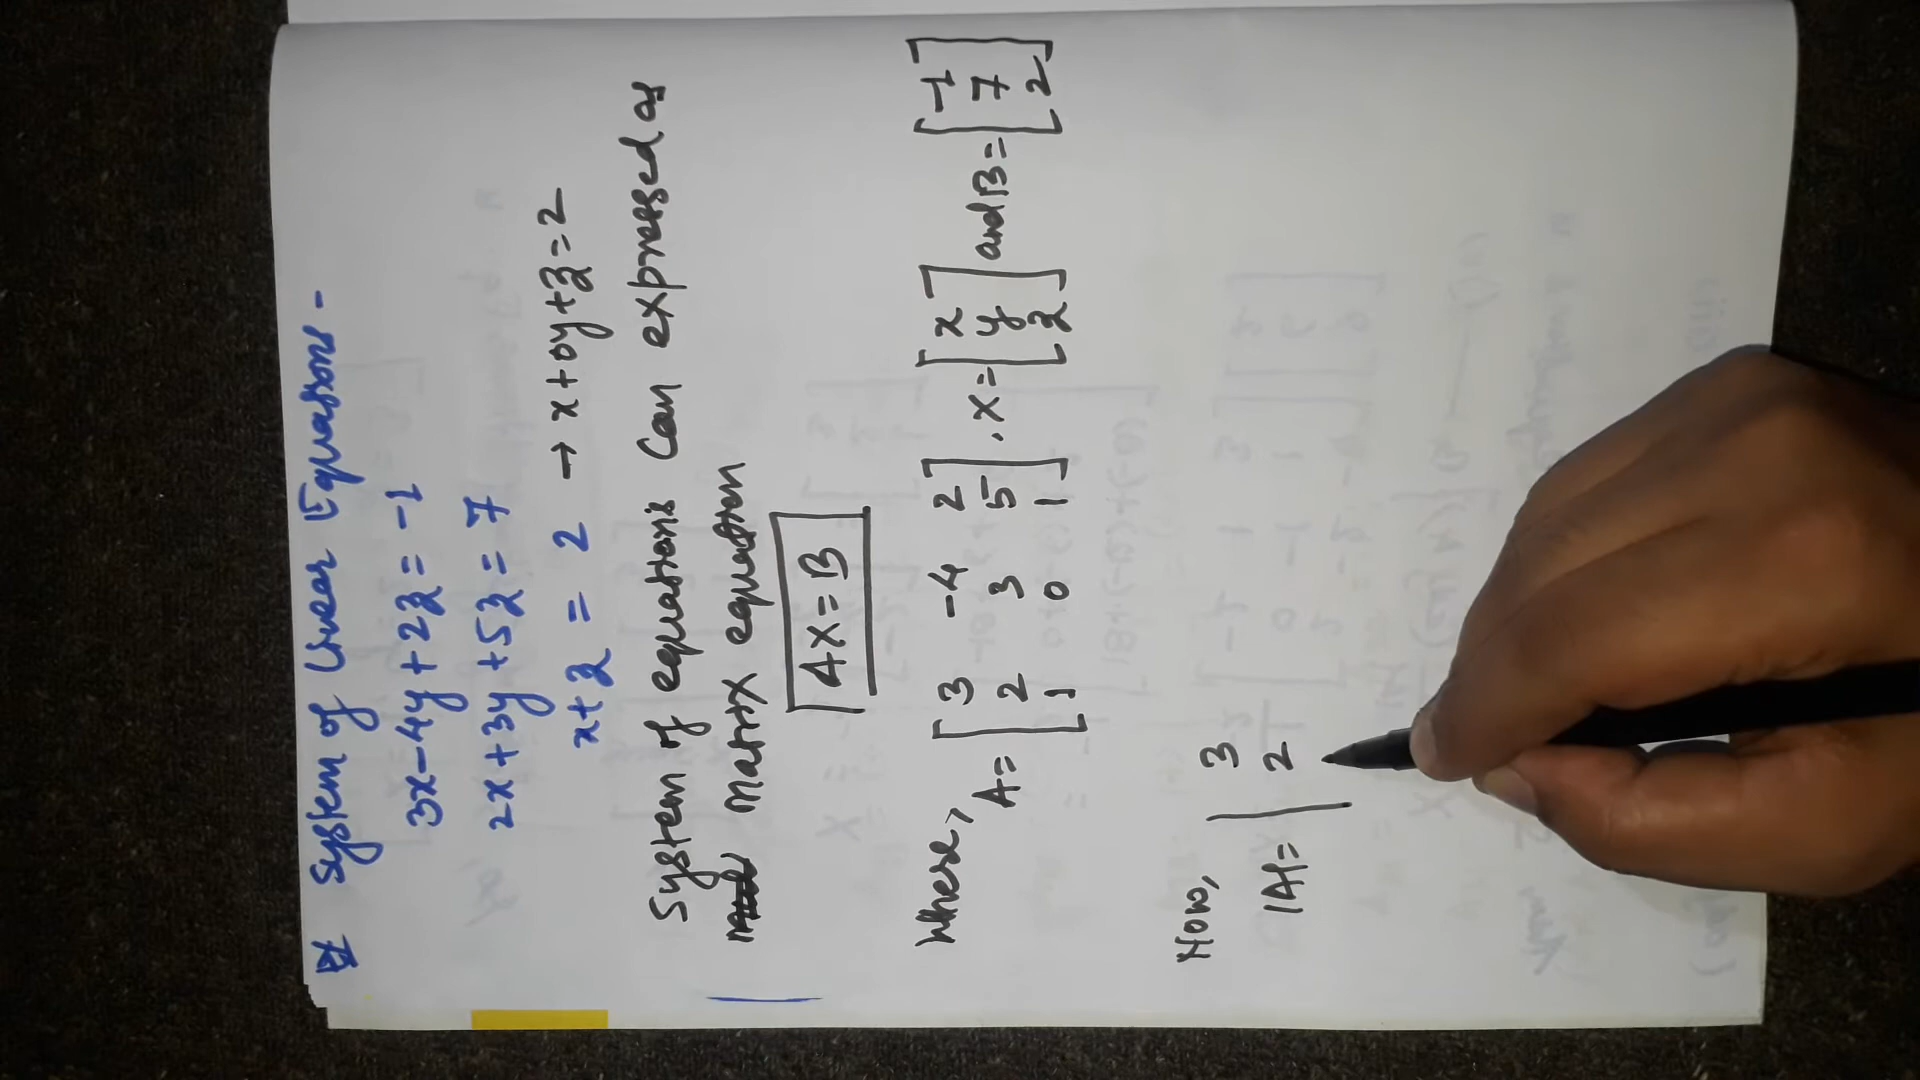 System of Linear Equations -
3x-4y+2z = -1
2x+3y+5z = 7
x+z = 2 → x+0y+z=2
System of equations can expressed as
matrix equation
AX=B
Where,
A= [3 -4 2; 2 3 5; 1 0 1], X= [x; y; z] and B= [-1; 7; 2]
Now,
|A|= | 3
2